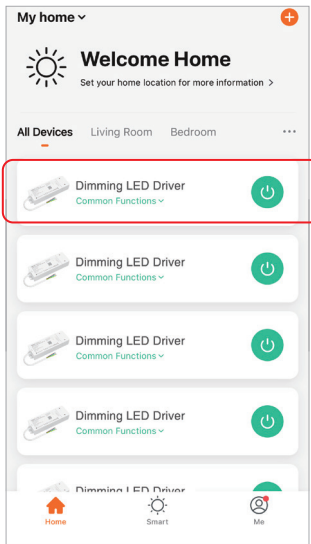 My home
Welcome Home
Set your home location for more information >
All Devices Living Room Bedroom ...
Dimming LED Driver
Common Functions
Dimming LED Driver
Common Functions
Dimming LED Driver
Common Functions
Dimming LED Driver
Common Functions
Dimming LED Driver
Home Smart Me